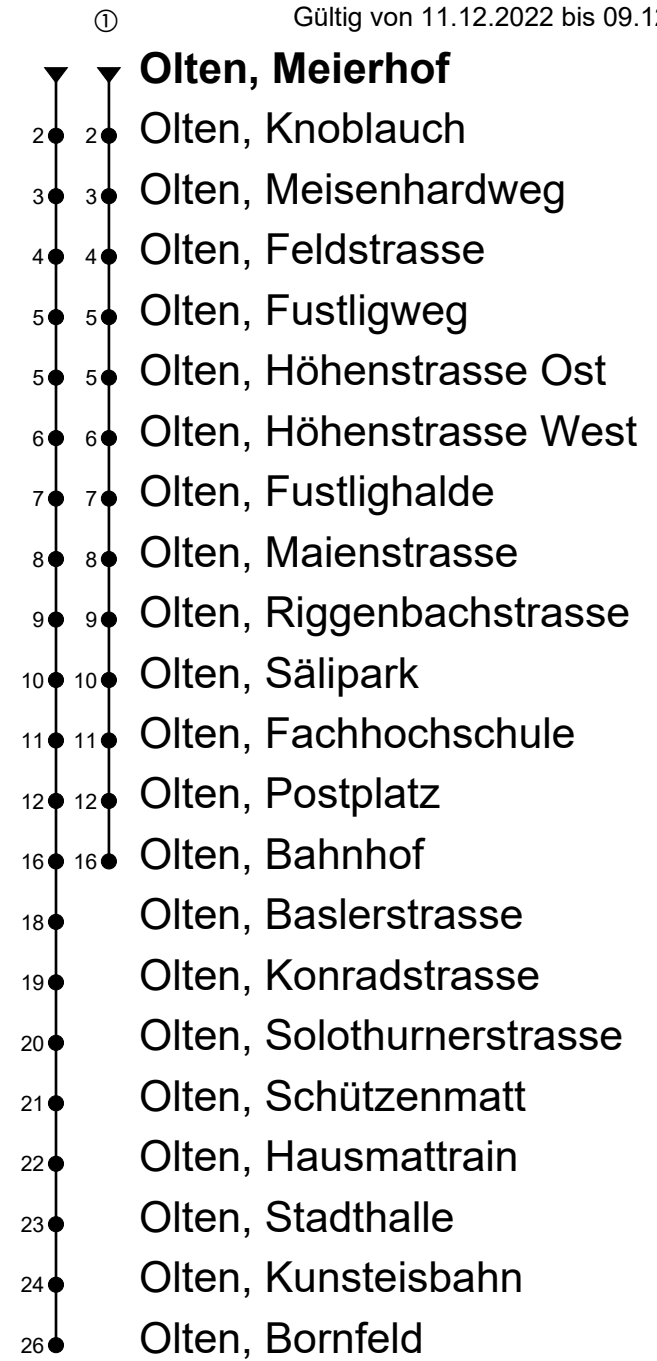 ① Gültig von 11.12.2022 bis 09.12
Olten, Meierhof
2 2 Olten, Knoblauch
3 3 Olten, Meisenhardweg
4 4 Olten, Feldstrasse
5 5 Olten, Fustligweg
5 5 Olten, Höhenstrasse Ost
6 6 Olten, Höhenstrasse West
7 7 Olten, Fustlighalde
8 8 Olten, Maienstrasse
9 9 Olten, Riggenbachstrasse
10 10 Olten, Sälipark
11 11 Olten, Fachhochschule
12 12 Olten, Postplatz
16 16 Olten, Bahnhof
18 Olten, Baslerstrasse
19 Olten, Konradstrasse
20 Olten, Solothurnerstrasse
21 Olten, Schützenmatt
22 Olten, Hausmattrain
23 Olten, Stadthalle
24 Olten, Kunsteisbahn
26 Olten, Bornfeld